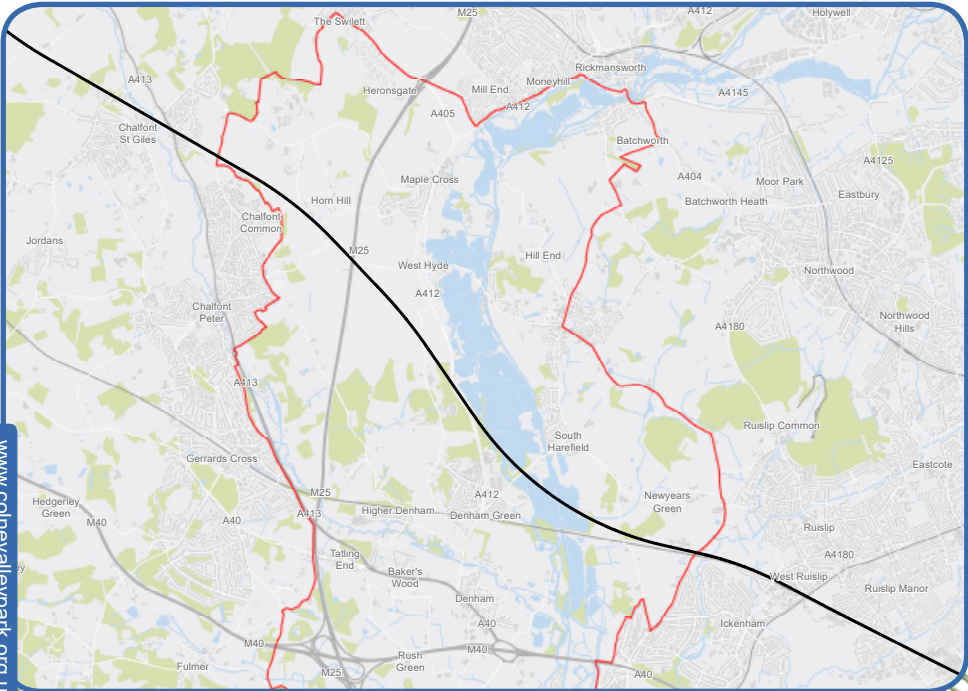 The Swilett
M25
A412
Holywell
A413
Heronsgate
Mill End
Moneyhill
Rickmansworth
A405
A412
A4145
Chalfont
St Giles
Batchworth
A4125
Maple Cross
A404
Moor Park
Eastbury
Horn Hill
Batchworth Heath
Chalfont
Common
Jordans
M25
West Hyde
Hill End
Northwood
A412
Chalfont
Peter
A4180
Northwood
Hills
A413
Ruislip Common
South
Harefield
Gerrards Cross
Eastcote
M25
A412
Newyears
Green
Hedgerley
Green
M40
A40
A413
Higher Denham
Denham Green
Ruislip
Tatling
End
A4180
Baker's
Wood
West Ruislip
Ruislip Manor
Denham
A40
Ickenham
M40
Rush
Green
M40
Fulmer
M25
A40